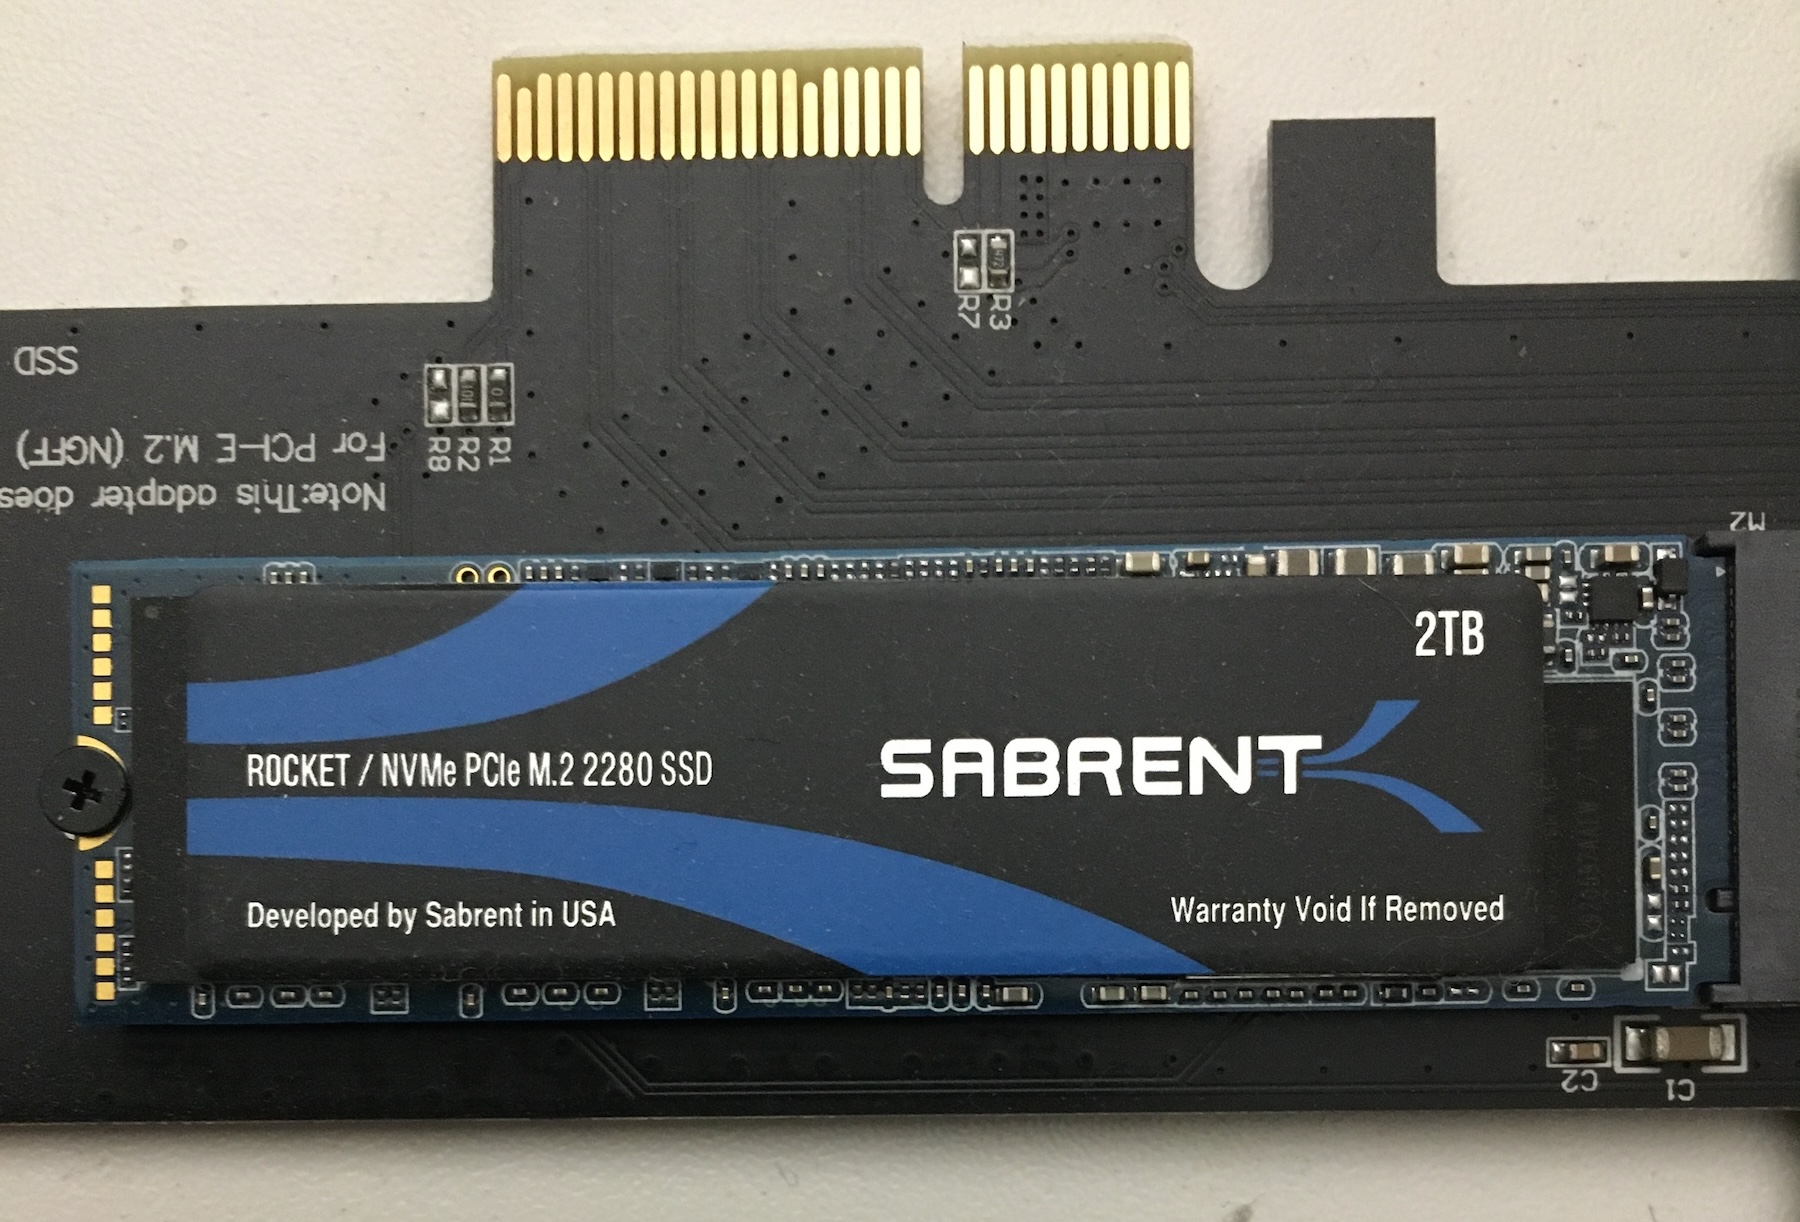 SSD
For PCI-E M.2 (NGFF)
Note:This adapter does
R8
R2
R1
R7
R3
M2
2TB
SABRENT
ROCKET / NVMe PCIe M.2 2280 SSD
Developed by Sabrent in USA
Warranty Void If Removed
C2
C1